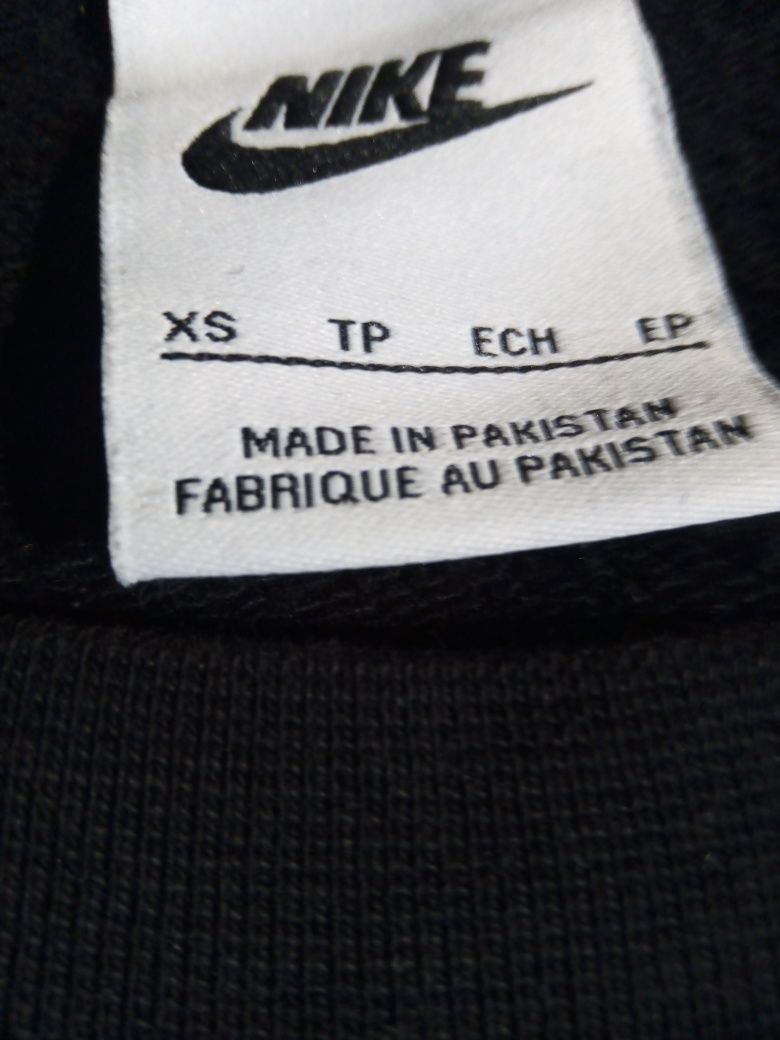 NIKE
XS TP ECH EP
MADE IN PAKISTAN
FABRIQUE AU PAKISTAN